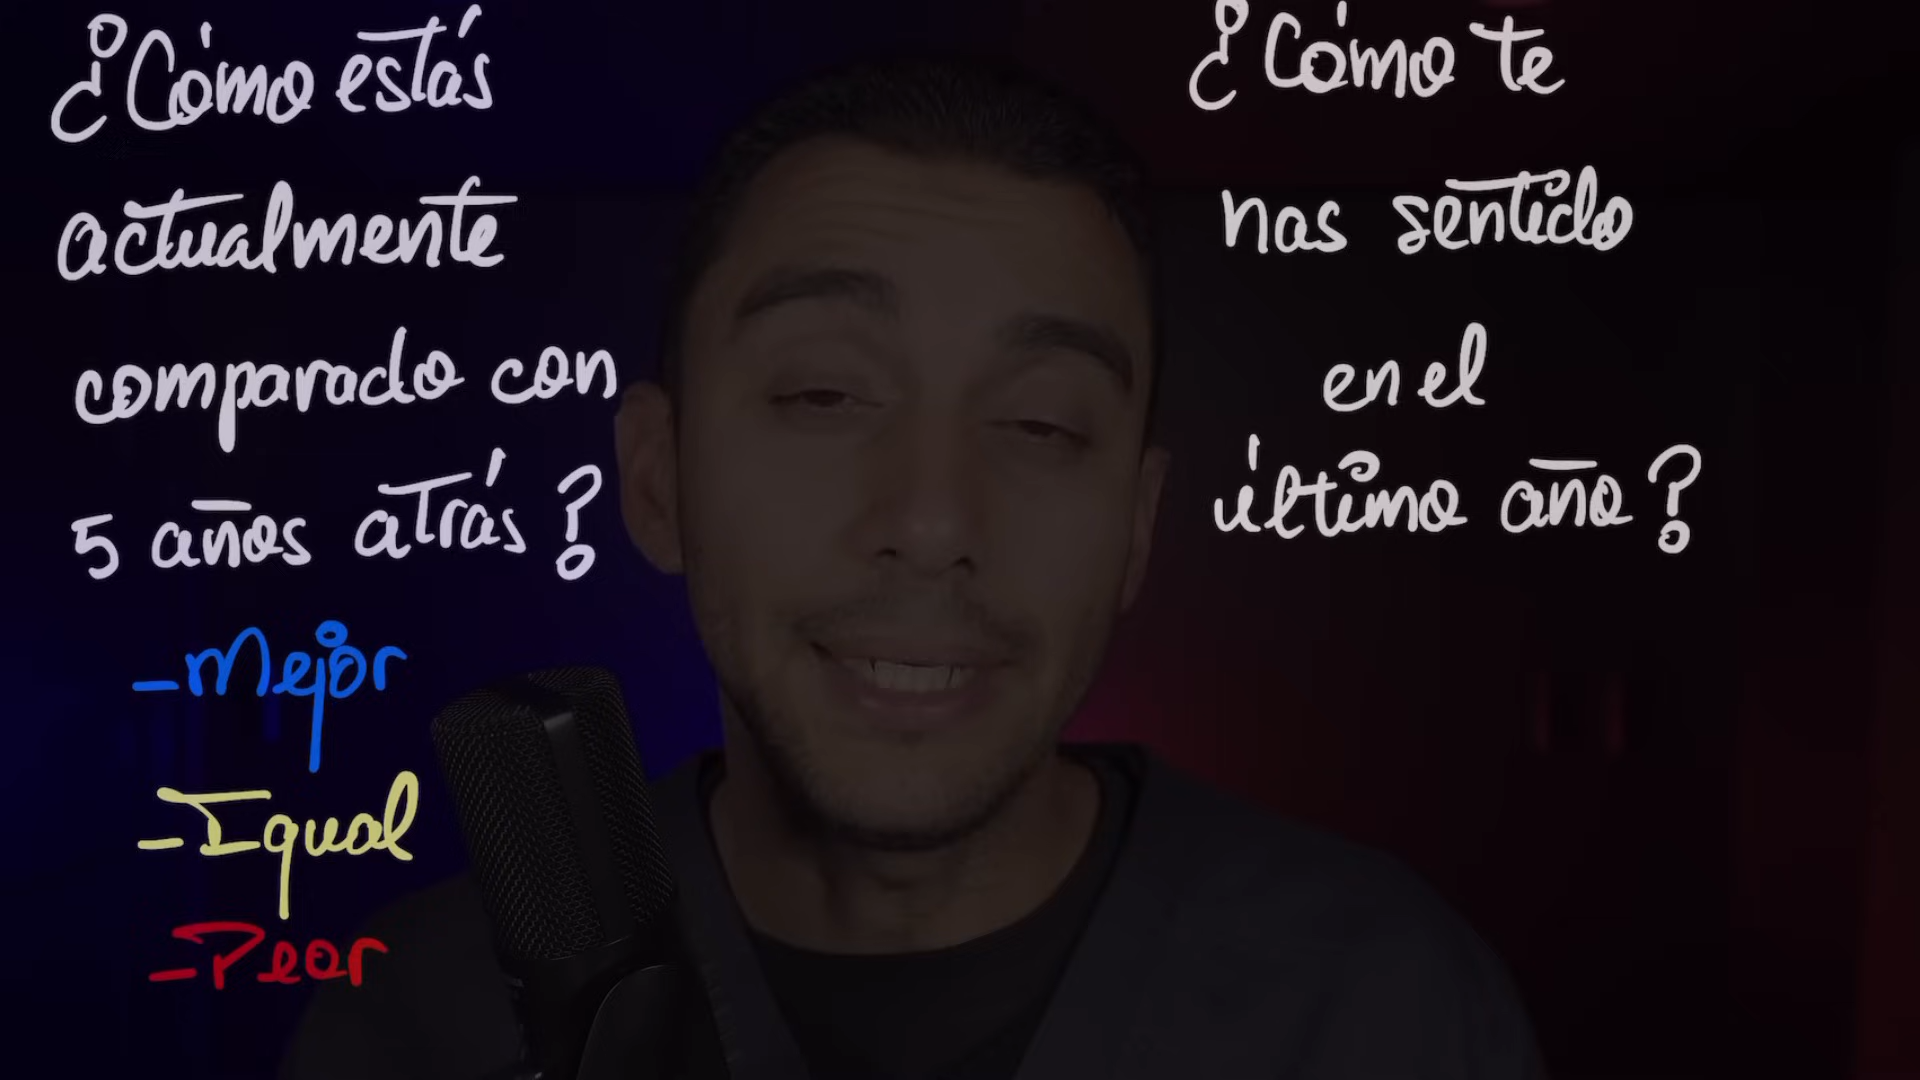 ¿Cómo estás
actualmente
comparado con
5 años atrás?
-Mejor
-Igual
-Peor
¿Cómo te
has sentido
en el
último año?